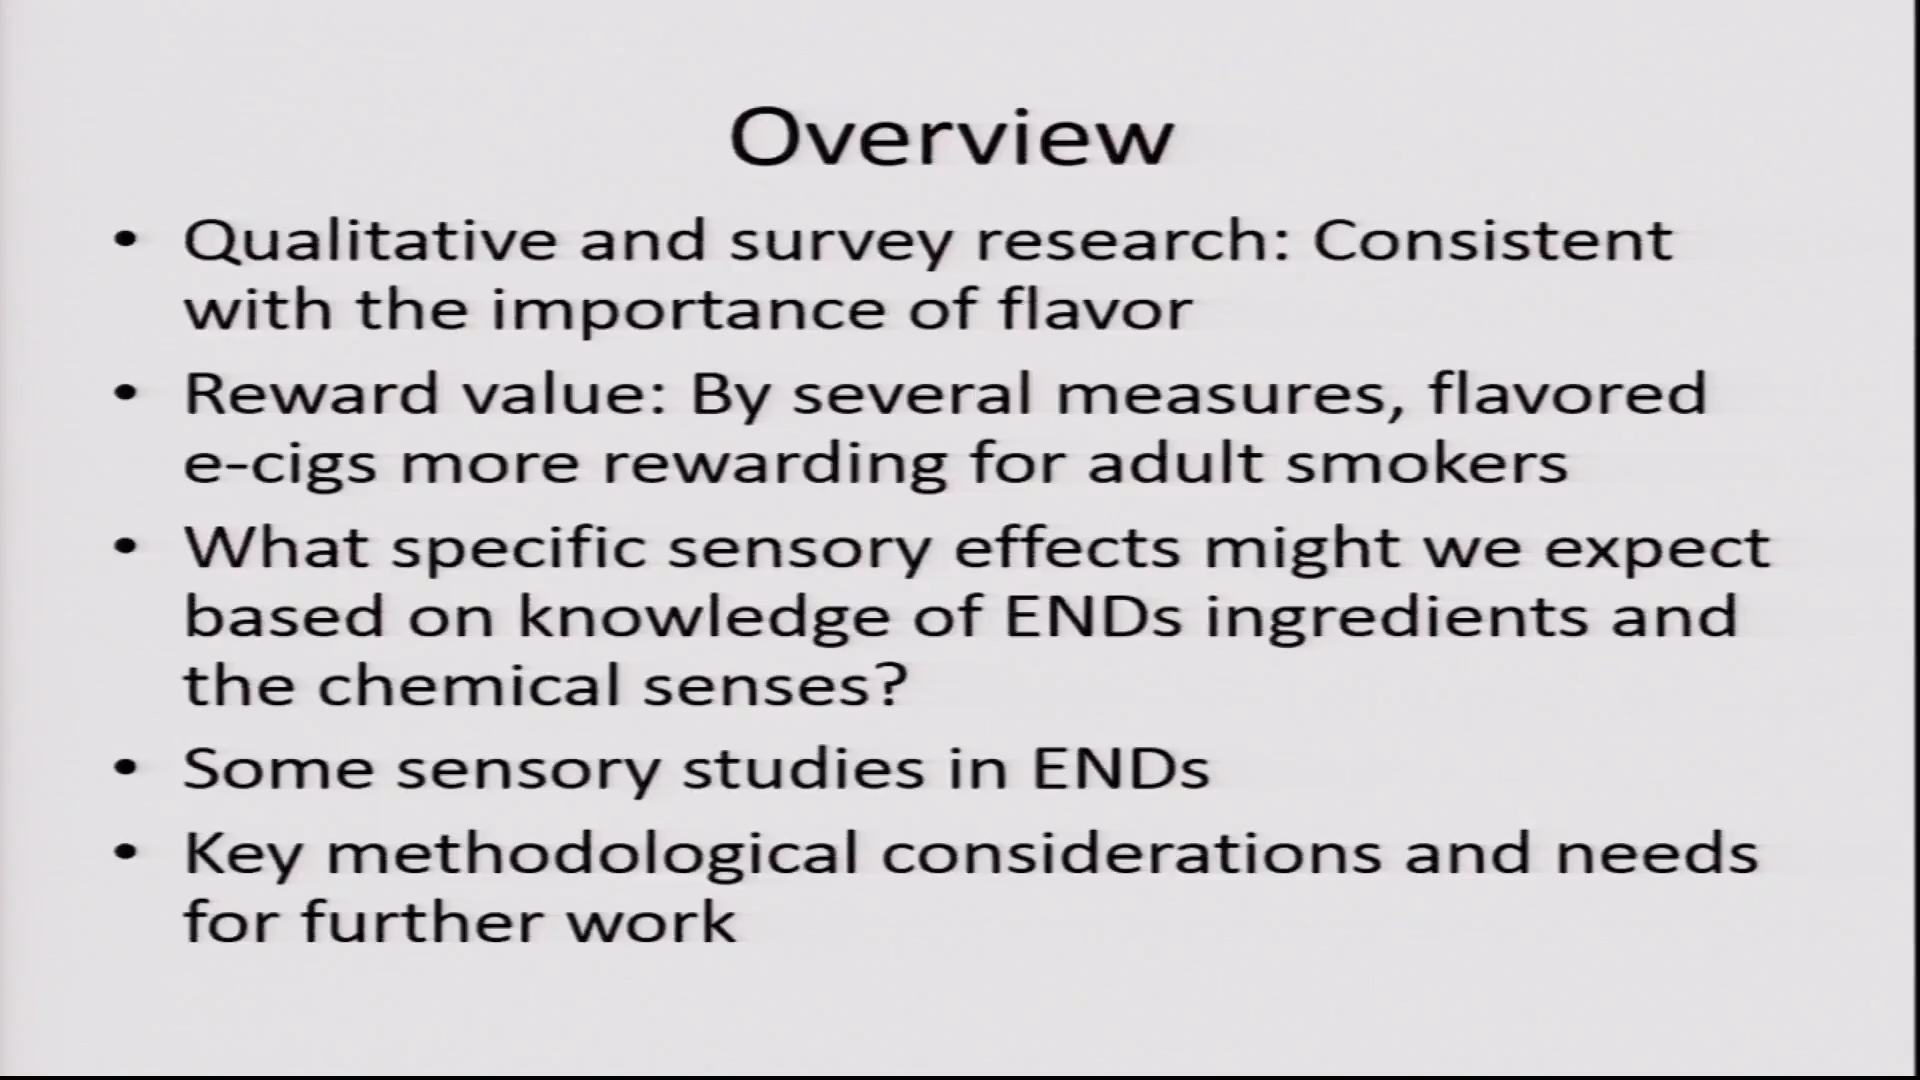 Overview
• Qualitative and survey research: Consistent
with the importance of flavor
• Reward value: By several measures, flavored
e-cigs more rewarding for adult smokers
• What specific sensory effects might we expect
based on knowledge of ENDs ingredients and
the chemical senses?
• Some sensory studies in ENDs
• Key methodological considerations and needs
for further work